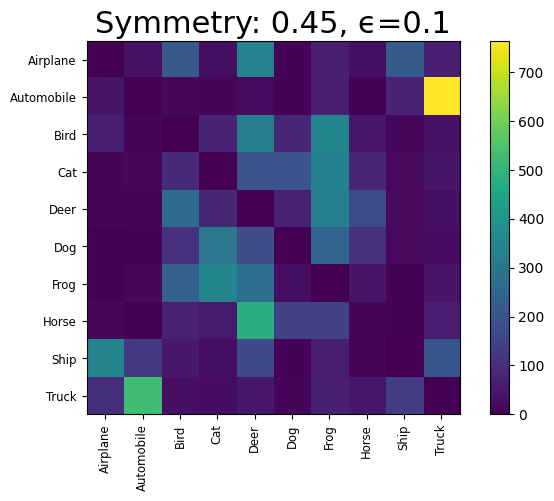 Symmetry: 0.45, ϵ=0.1
Airplane
Automobile
Bird
Cat
Deer
Dog
Frog
Horse
Ship
Truck
Airplane
Automobile
Bird
Cat
Deer
Dog
Frog
Horse
Ship
Truck
700
600
500
400
300
200
100
0